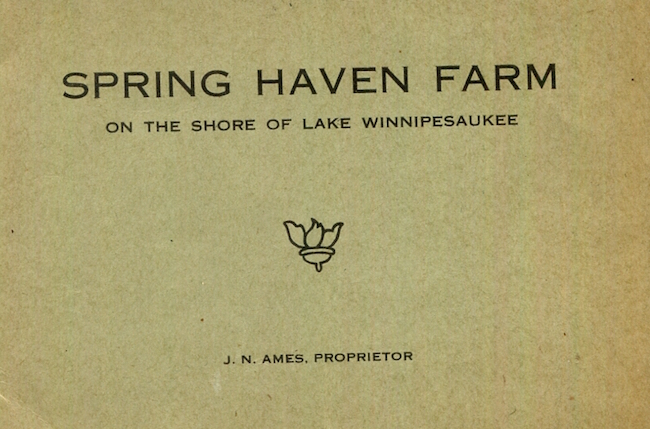 SPRING HAVEN FARM
ON THE SHORE OF LAKE WINNIPESAUKEE
J. N. AMES, PROPRIETOR